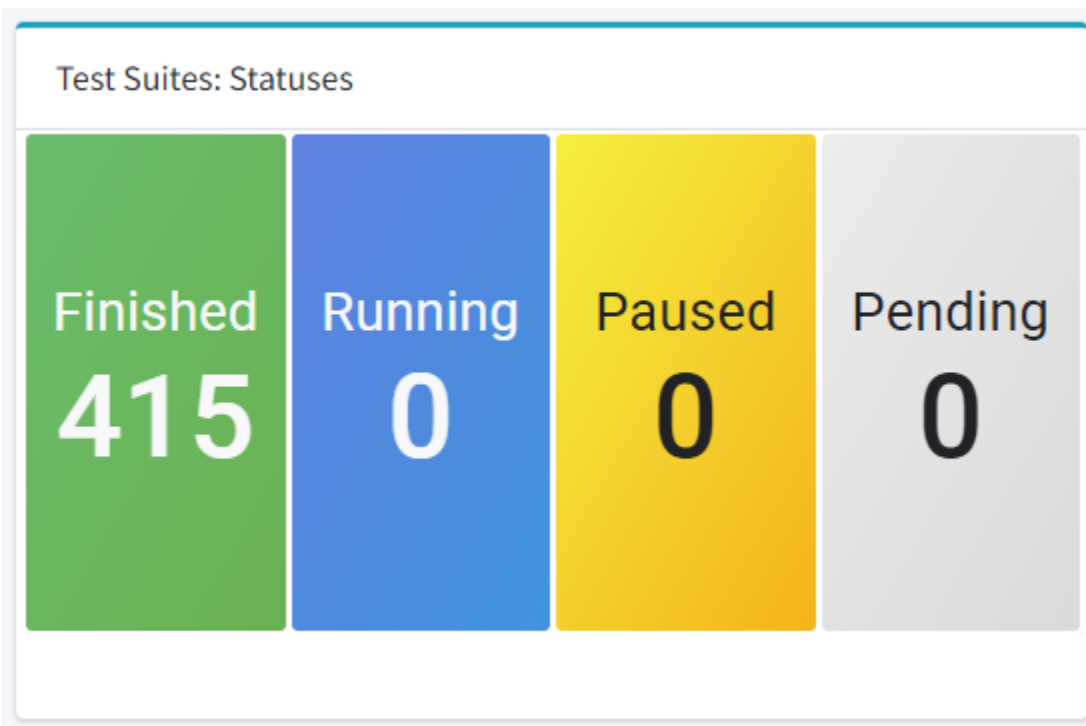 Test Suites: Statuses
Finished
415
Running
0
Paused
0
Pending
0